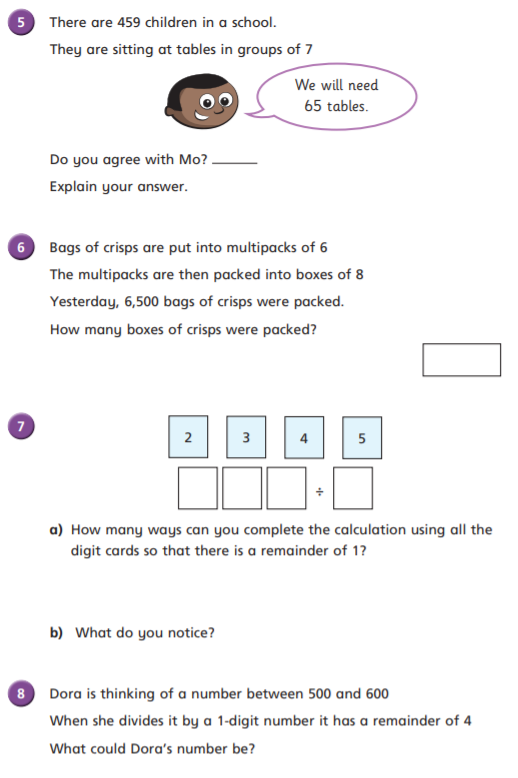 5 There are 459 children in a school.
They are sitting at tables in groups of 7
We will need
65 tables.
Do you agree with Mo? ______
Explain your answer.
6 Bags of crisps are put into multipacks of 6
The multipacks are then packed into boxes of 8
Yesterday, 6,500 bags of crisps were packed.
How many boxes of crisps were packed?
7
2 3 4 5
÷
a) How many ways can you complete the calculation using all the
digit cards so that there is a remainder of 1?
b) What do you notice?
8 Dora is thinking of a number between 500 and 600
When she divides it by a 1-digit number it has a remainder of 4
What could Dora's number be?